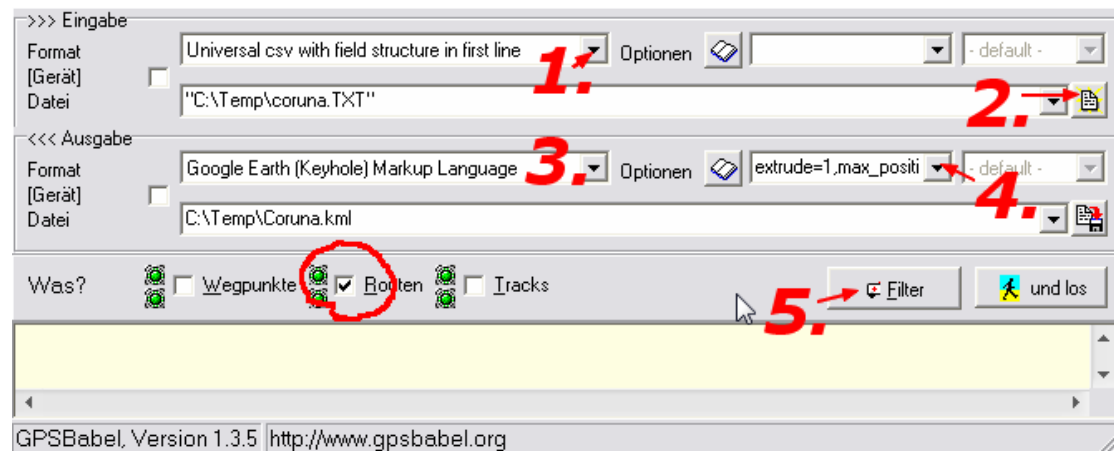 >>> Eingabe
Format
Universal csv with field structure in first line
1.
Optionen
- default -
[Gerät]
Datei
"C:\Temp\coruna.TXT"
2.
<<< Ausgabe
Format
Google Earth (Keyhole) Markup Language
3.
Optionen
extrude=1,max_positi
- default -
4.
[Gerät]
Datei
C:\Temp\Coruna.kml
Was?
Wegpunkte
Routen
Tracks
5.
Filter
und los
GPSBabel, Version 1.3.5
http://www.gpsbabel.org